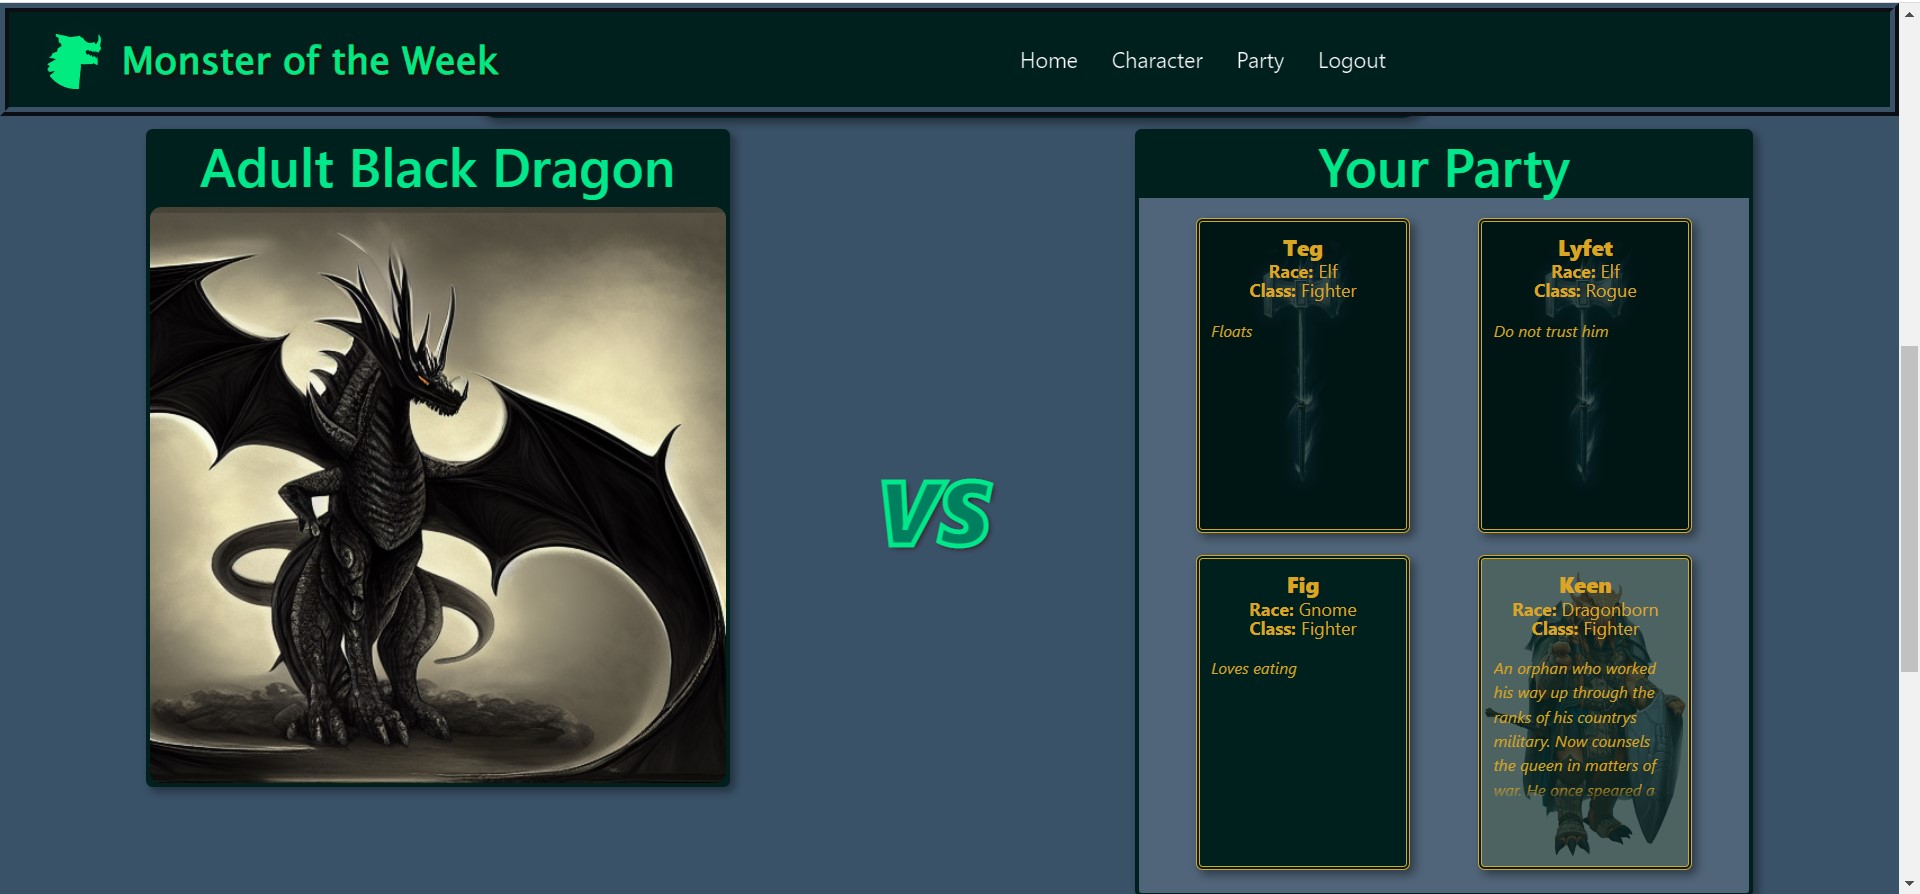 Monster of the Week
Home Character Party Logout
Adult Black Dragon
VS
Your Party
Teg
Race: Elf
Class: Fighter
Floats
Lyfet
Race: Elf
Class: Rogue
Do not trust him
Fig
Race: Gnome
Class: Fighter
Loves eating
Keen
Race: Dragonborn
Class: Fighter
An orphan who worked
his way up through the
ranks of his countrys
military. Now counsels
the queen in matters of
war. He once speared a